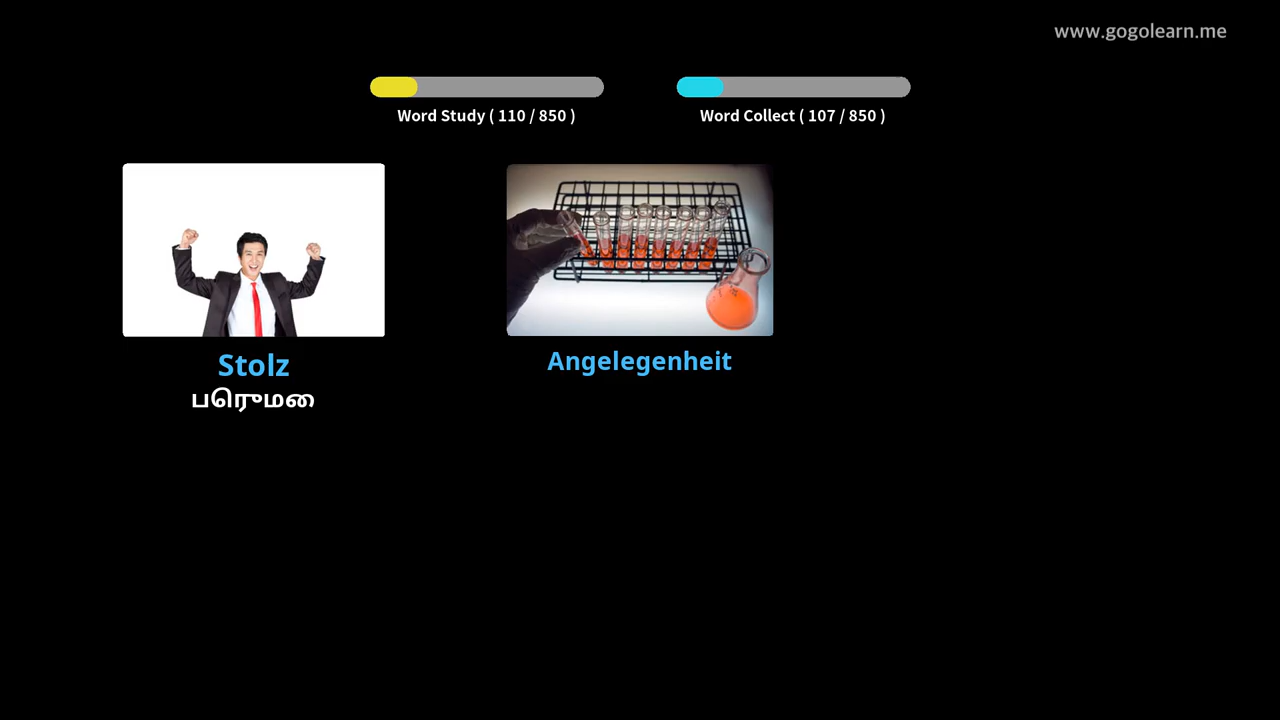 www.gogolearn.me
Word Study ( 110 / 850 )
Word Collect ( 107 / 850 )
Stolz
பெருமை
Angelegenheit